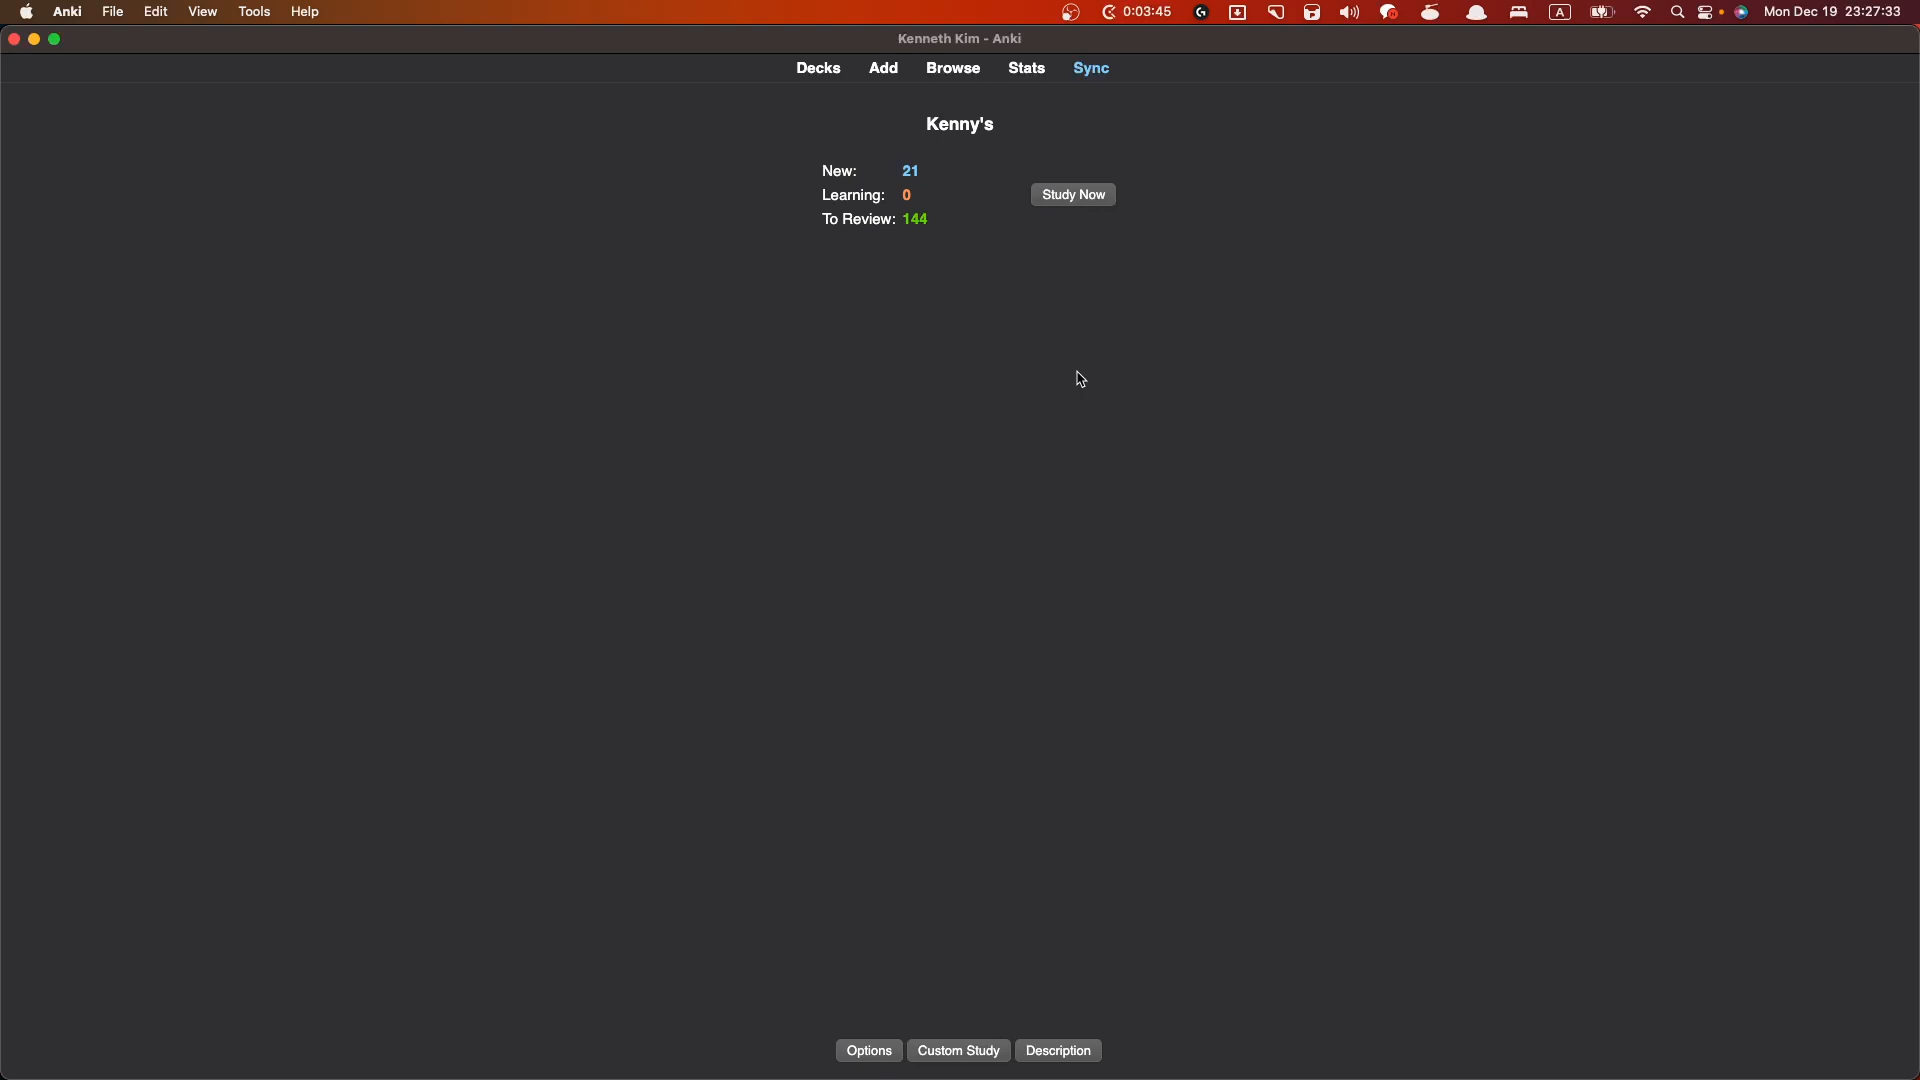 Anki File Edit View Tools Help 0:03:45 A Mon Dec 19 23:27:33
Kenneth Kim - Anki
Decks Add Browse Stats Sync
Kenny's
New: 21
Learning: 0 Study Now
To Review: 144
Options Custom Study Description